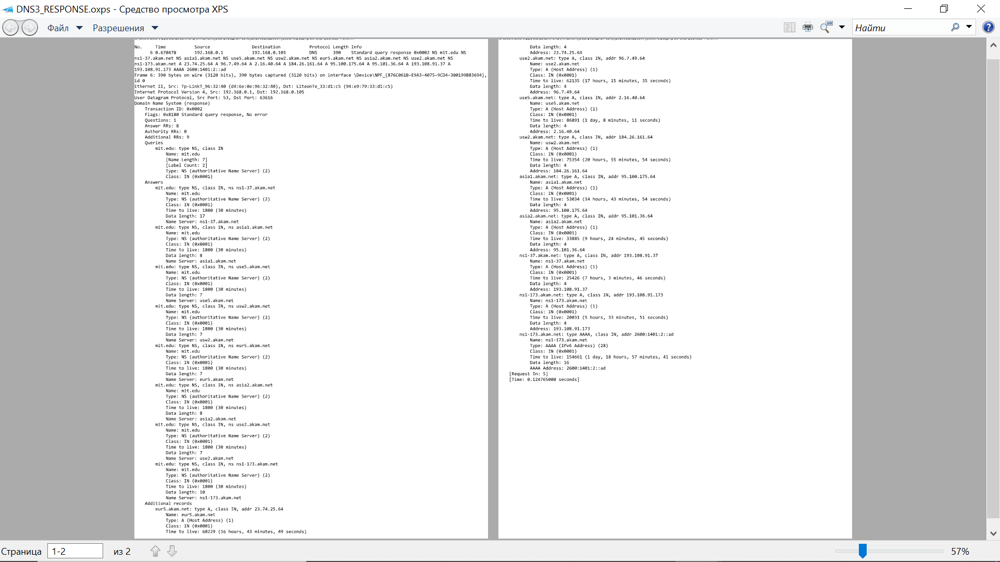 DNS3_RESPONSE.oxps - Средство просмотра XPS
Файл Разрешения
100
Найти
No. Time Source Destination Protocol Length Info
6 0.670478 192.168.0.1 192.168.0.105 DNS 390 Standard query response 0x0002 NS mit.edu NS
ns1-37.akam.net NS asia1.akam.net NS use5.akam.net NS usw2.akam.net NS eur5.akam.net NS asia2.akam.net NS use2.akam.net NS
ns1-173.akam.net A 23.74.25.64 A 96.7.49.64 A 2.16.40.64 A 184.26.161.64 A 95.100.175.64 A 95.101.36.64 A 193.108.91.37 A
193.108.91.173 AAAA 2600:1401:2::ad
Frame 6: 390 bytes on wire (3120 bits), 390 bytes captured (3120 bits) on interface \Device\NPF_{876C061B-E9A3-4075-9CD4-300199B83694},
id 0
Ethernet II, Src: Tp-LinkT_96:32:40 (d4:6e:0e:96:32:40), Dst: LiteonTe_33:d1:c5 (94:e9:79:33:d1:c5)
Internet Protocol Version 4, Src: 192.168.0.1, Dst: 192.168.0.105
User Datagram Protocol, Src Port: 53, Dst Port: 63616
Domain Name System (response)
Transaction ID: 0x0002
Flags: 0x8180 Standard query response, No error
Questions: 1
Answer RRs: 8
Authority RRs: 0
Additional RRs: 9
Queries
mit.edu: type NS, class IN
Name: mit.edu
[Name Length: 7]
[Label Count: 2]
Type: NS (authoritative Name Server) (2)
Class: IN (0x0001)
Answers
mit.edu: type NS, class IN, ns ns1-37.akam.net
Name: mit.edu
Type: NS (authoritative Name Server) (2)
Class: IN (0x0001)
Time to live: 1800 (30 minutes)
Data length: 17
Name Server: ns1-37.akam.net
mit.edu: type NS, class IN, ns asia1.akam.net
Name: mit.edu
Type: NS (authoritative Name Server) (2)
Class: IN (0x0001)
Time to live: 1800 (30 minutes)
Data length: 8
Name Server: asia1.akam.net
mit.edu: type NS, class IN, ns use5.akam.net
Name: mit.edu
Type: NS (authoritative Name Server) (2)
Class: IN (0x0001)
Time to live: 1800 (30 minutes)
Data length: 7
Name Server: use5.akam.net
mit.edu: type NS, class IN, ns usw2.akam.net
Name: mit.edu
Type: NS (authoritative Name Server) (2)
Class: IN (0x0001)
Time to live: 1800 (30 minutes)
Data length: 7
Name Server: usw2.akam.net
mit.edu: type NS, class IN, ns eur5.akam.net
Name: mit.edu
Type: NS (authoritative Name Server) (2)
Class: IN (0x0001)
Time to live: 1800 (30 minutes)
Data length: 7
Name Server: eur5.akam.net
mit.edu: type NS, class IN, ns asia2.akam.net
Name: mit.edu
Type: NS (authoritative Name Server) (2)
Class: IN (0x0001)
Time to live: 1800 (30 minutes)
Data length: 8
Name Server: asia2.akam.net
mit.edu: type NS, class IN, ns use2.akam.net
Name: mit.edu
Type: NS (authoritative Name Server) (2)
Class: IN (0x0001)
Time to live: 1800 (30 minutes)
Data length: 7
Name Server: use2.akam.net
mit.edu: type NS, class IN, ns ns1-173.akam.net
Name: mit.edu
Type: NS (authoritative Name Server) (2)
Class: IN (0x0001)
Time to live: 1800 (30 minutes)
Data length: 10
Name Server: ns1-173.akam.net
Additional records
eur5.akam.net: type A, class IN, addr 23.74.25.64
Name: eur5.akam.net
Type: A (Host Address) (1)
Class: IN (0x0001)
Time to live: 60229 (16 hours, 43 minutes, 49 seconds)
Data length: 4
Address: 23.74.25.64
use2.akam.net: type A, class IN, addr 96.7.49.64
Name: use2.akam.net
Type: A (Host Address) (1)
Class: IN (0x0001)
Time to live: 62135 (17 hours, 15 minutes, 35 seconds)
Data length: 4
Address: 96.7.49.64
use5.akam.net: type A, class IN, addr 2.16.40.64
Name: use5.akam.net
Type: A (Host Address) (1)
Class: IN (0x0001)
Time to live: 86891 (1 day, 8 minutes, 11 seconds)
Data length: 4
Address: 2.16.40.64
usw2.akam.net: type A, class IN, addr 184.26.161.64
Name: usw2.akam.net
Type: A (Host Address) (1)
Class: IN (0x0001)
Time to live: 75354 (20 hours, 55 minutes, 54 seconds)
Data length: 4
Address: 184.26.161.64
asia1.akam.net: type A, class IN, addr 95.100.175.64
Name: asia1.akam.net
Type: A (Host Address) (1)
Class: IN (0x0001)
Time to live: 53034 (14 hours, 43 minutes, 54 seconds)
Data length: 4
Address: 95.100.175.64
asia2.akam.net: type A, class IN, addr 95.101.36.64
Name: asia2.akam.net
Type: A (Host Address) (1)
Class: IN (0x0001)
Time to live: 33885 (9 hours, 24 minutes, 45 seconds)
Data length: 4
Address: 95.101.36.64
ns1-37.akam.net: type A, class IN, addr 193.108.91.37
Name: ns1-37.akam.net
Type: A (Host Address) (1)
Class: IN (0x0001)
Time to live: 25426 (7 hours, 3 minutes, 46 seconds)
Data length: 4
Address: 193.108.91.37
ns1-173.akam.net: type A, class IN, addr 193.108.91.173
Name: ns1-173.akam.net
Type: A (Host Address) (1)
Class: IN (0x0001)
Time to live: 20031 (5 hours, 33 minutes, 51 seconds)
Data length: 4
Address: 193.108.91.173
ns1-173.akam.net: type AAAA, class IN, addr 2600:1401:2::ad
Name: ns1-173.akam.net
Type: AAAA (IPv6 Address) (28)
Class: IN (0x0001)
Time to live: 154661 (1 day, 18 hours, 57 minutes, 41 seconds)
Data length: 16
AAAA Address: 2600:1401:2::ad
[Request In: 5]
[Time: 0.124765000 seconds]
Страница 1-2 из 2 57%